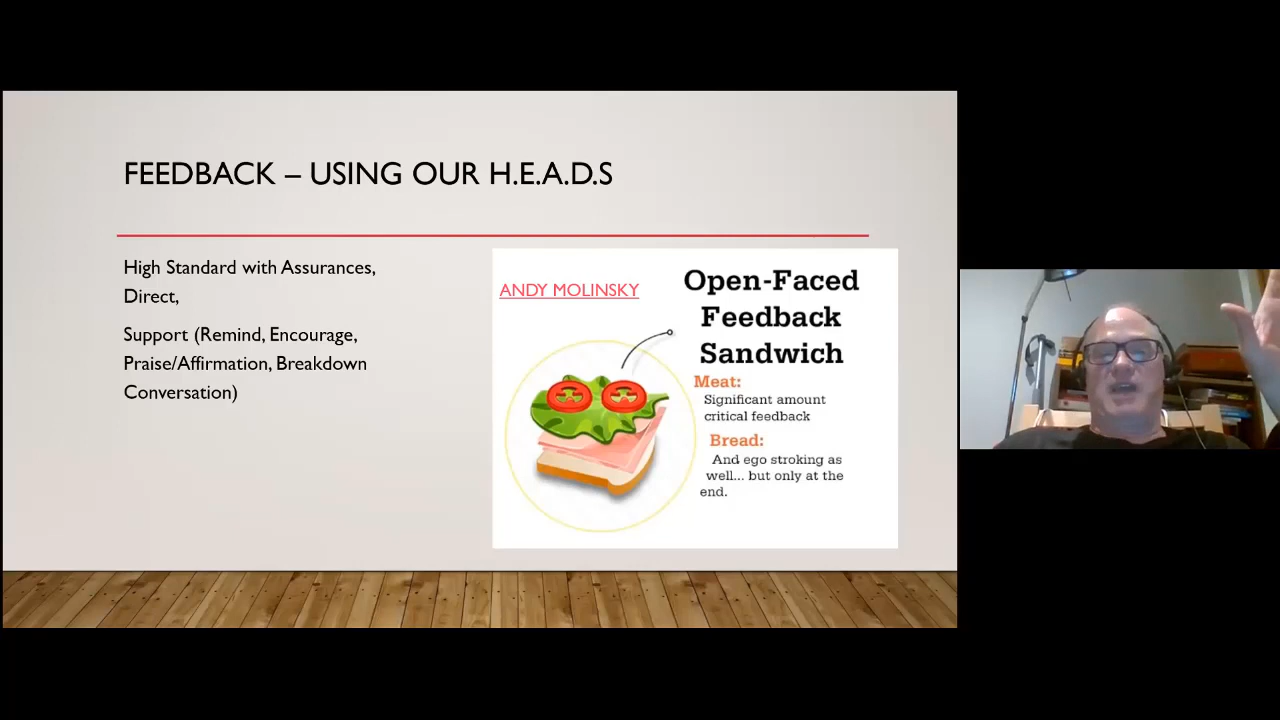 FEEDBACK – USING OUR H.E.A.D.S
High Standard with Assurances,
Direct,
Support (Remind, Encourage,
Praise/Affirmation, Breakdown
Conversation)
ANDY MOLINSKY
Open-Faced
Feedback
Sandwich
Meat:
Significant amount
critical feedback
Bread:
And ego stroking as
well... but only at the
end.